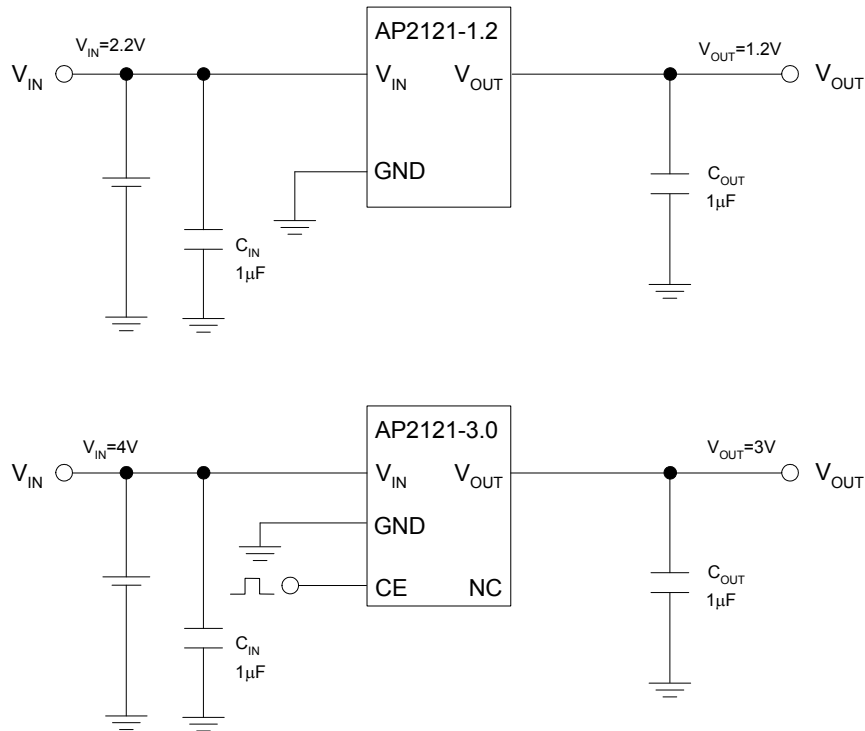 AP2121-1.2
V_IN=2.2V
V_OUT=1.2V
V_IN
V_IN
V_OUT
V_OUT
GND
C_OUT
1μF
C_IN
1μF
AP2121-3.0
V_IN=4V
V_OUT=3V
V_IN
V_IN
V_OUT
V_OUT
GND
CE
NC
C_OUT
1μF
C_IN
1μF